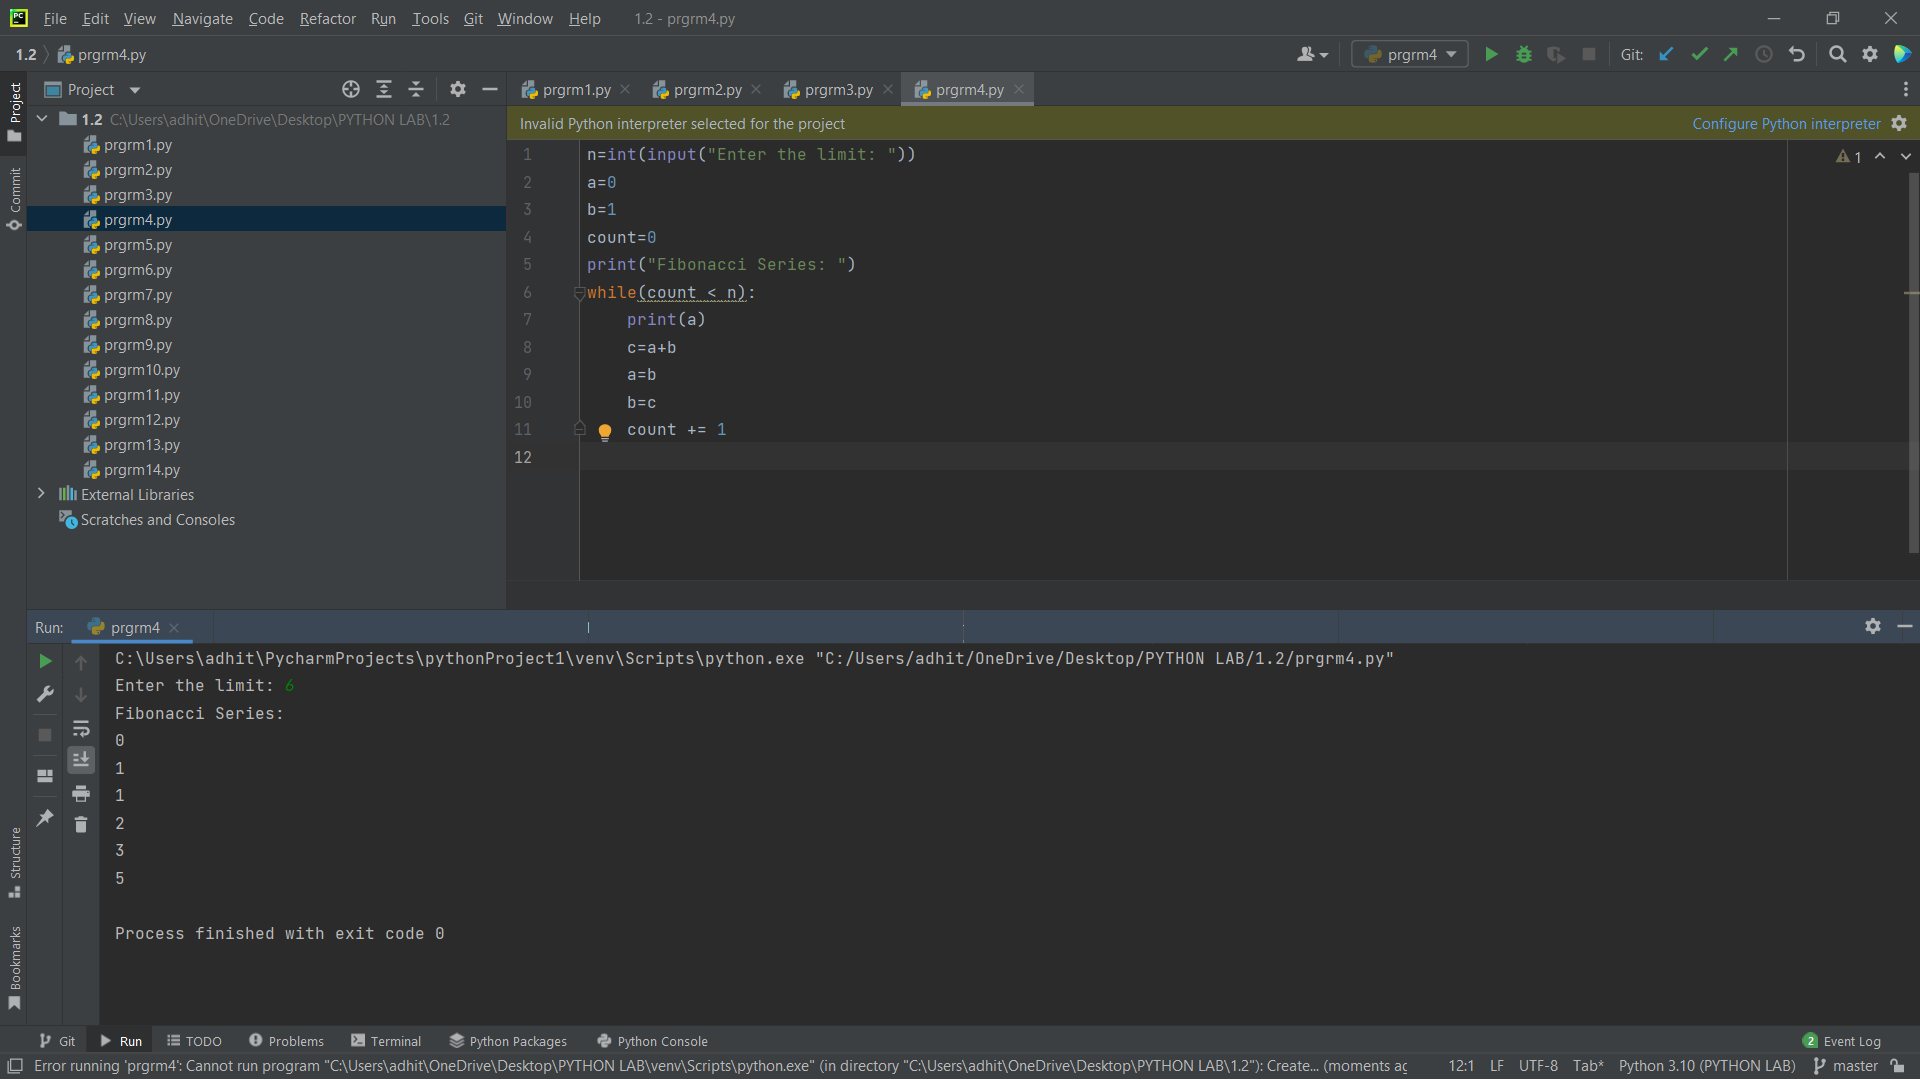 File Edit View Navigate Code Refactor Run Tools Git Window Help 1.2 - prgrm4.py
1.2 prgrm4.py
prgrm4 Git:
Project
prgrm1.py prgrm2.py prgrm3.py prgrm4.py
1.2 C:\Users\adhit\OneDrive\Desktop\PYTHON LAB\1.2
prgrm1.py
prgrm2.py
prgrm3.py
prgrm4.py
prgrm5.py
prgrm6.py
prgrm7.py
prgrm8.py
prgrm9.py
prgrm10.py
prgrm11.py
prgrm12.py
prgrm13.py
prgrm14.py
External Libraries
Scratches and Consoles
Project
Commit
Structure
Bookmarks
Invalid Python interpreter selected for the project Configure Python interpreter
1 n=int(input("Enter the limit: "))
2 a=0
3 b=1
4 count=0
5 print("Fibonacci Series: ")
6 while(count < n):
7 print(a)
8 c=a+b
9 a=b
10 b=c
11 count += 1
12
1
Run: prgrm4
C:\Users\adhit\PycharmProjects\pythonProject1\venv\Scripts\python.exe "C:/Users/adhit/OneDrive/Desktop/PYTHON LAB/1.2/prgrm4.py"
Enter the limit: 6
Fibonacci Series:
0
1
1
2
3
5
Process finished with exit code 0
Git Run TODO Problems Terminal Python Packages Python Console 2 Event Log
Error running 'prgrm4': Cannot run program "C:\Users\adhit\OneDrive\Desktop\PYTHON LAB\venv\Scripts\python.exe" (in directory "C:\Users\adhit\OneDrive\Desktop\PYTHON LAB\1.2"): Create... (moments ag 12:1 LF UTF-8 Tab* Python 3.10 (PYTHON LAB) master